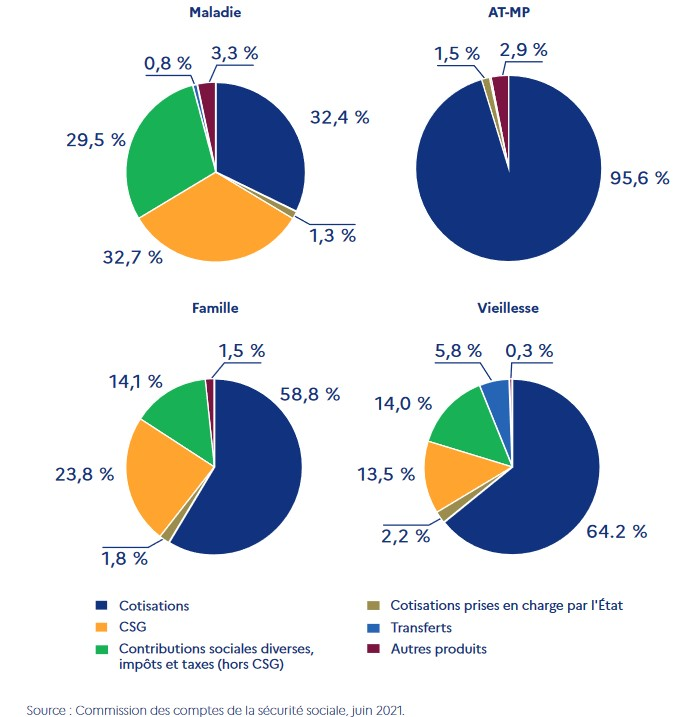 Maladie
AT-MP
0,8 %
3,3 %
32,4 %
29,5 %
1,3 %
32,7 %
1,5 %
2,9 %
95,6 %
Famille
Vieillesse
1,5 %
14,1 %
58,8 %
23,8 %
1,8 %
5,8 %
0,3 %
14,0 %
13,5 %
2,2 %
64.2 %
Cotisations
CSG
Contributions sociales diverses,
impôts et taxes (hors CSG)
Cotisations prises en charge par l'État
Transferts
Autres produits
Source : Commission des comptes de la sécurité sociale, juin 2021.